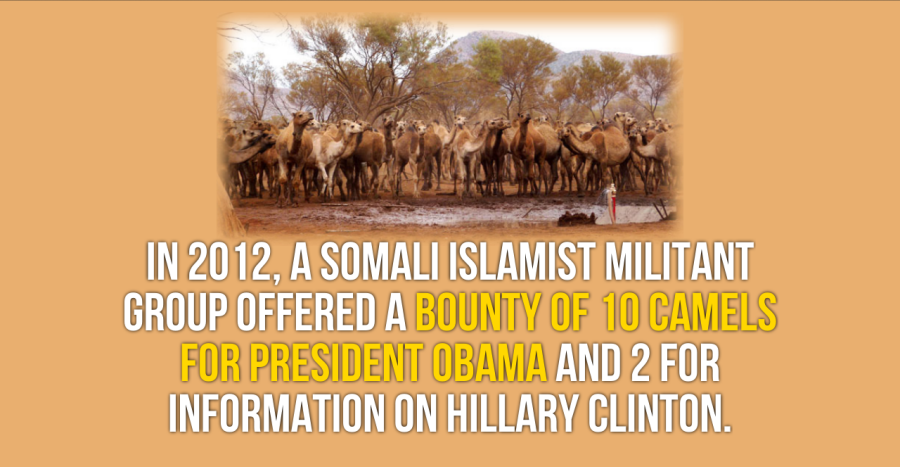 IN 2012, A SOMALI ISLAMIST MILITANT
GROUP OFFERED A BOUNTY OF 10 CAMELS
FOR PRESIDENT OBAMA AND 2 FOR
INFORMATION ON HILLARY CLINTON.